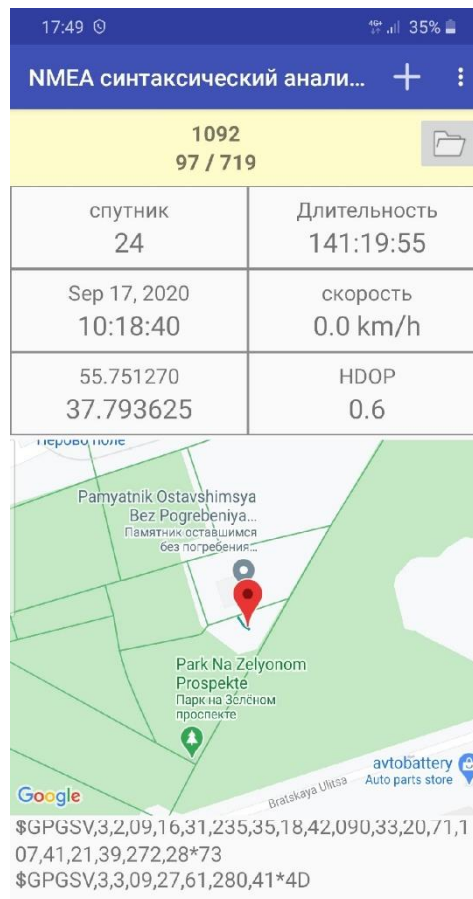 17:49
4G+ 35%
NMEA синтаксический анали...
1092
97 / 719
спутник
24
Длительность
141:19:55
Sep 17, 2020
10:18:40
скорость
0.0 km/h
55.751270
37.793625
HDOP
0.6
Перово поле
Pamyatnik Ostavshimsya
Bez Pogrebeniya...
Памятник оставшимся
без погребения...
Park Na Zelyonom
Prospekte
Парк на Зелёном
проспекте
avtobattery
Auto parts store
Bratskaya Ulitsa
Google
$GPGSV,3,2,09,16,31,235,35,18,42,090,33,20,71,1
07,41,21,39,272,28*73
$GPGSV,3,3,09,27,61,280,41*4D